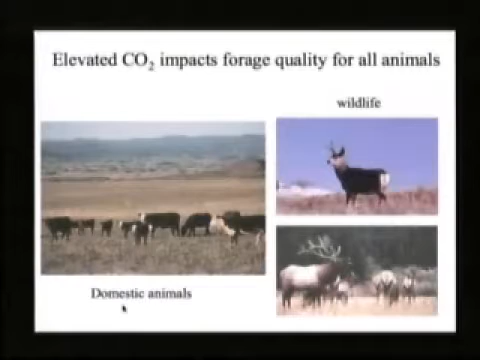 Elevated CO₂ impacts forage quality for all animals
wildlife
Domestic animals